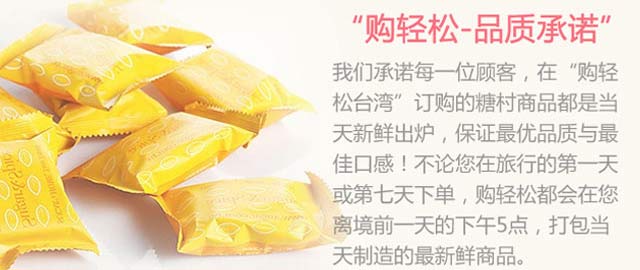 “购轻松-品质承诺”
我们承诺每一位顾客，在“购轻
松台湾”订购的糖村商品都是当
天新鲜出炉，保证最优品质与最
佳口感！不论您在旅行的第一天
或第七天下单，购轻松都会在您
离境前一天的下午5点，打包当
天制造的最新鲜商品。